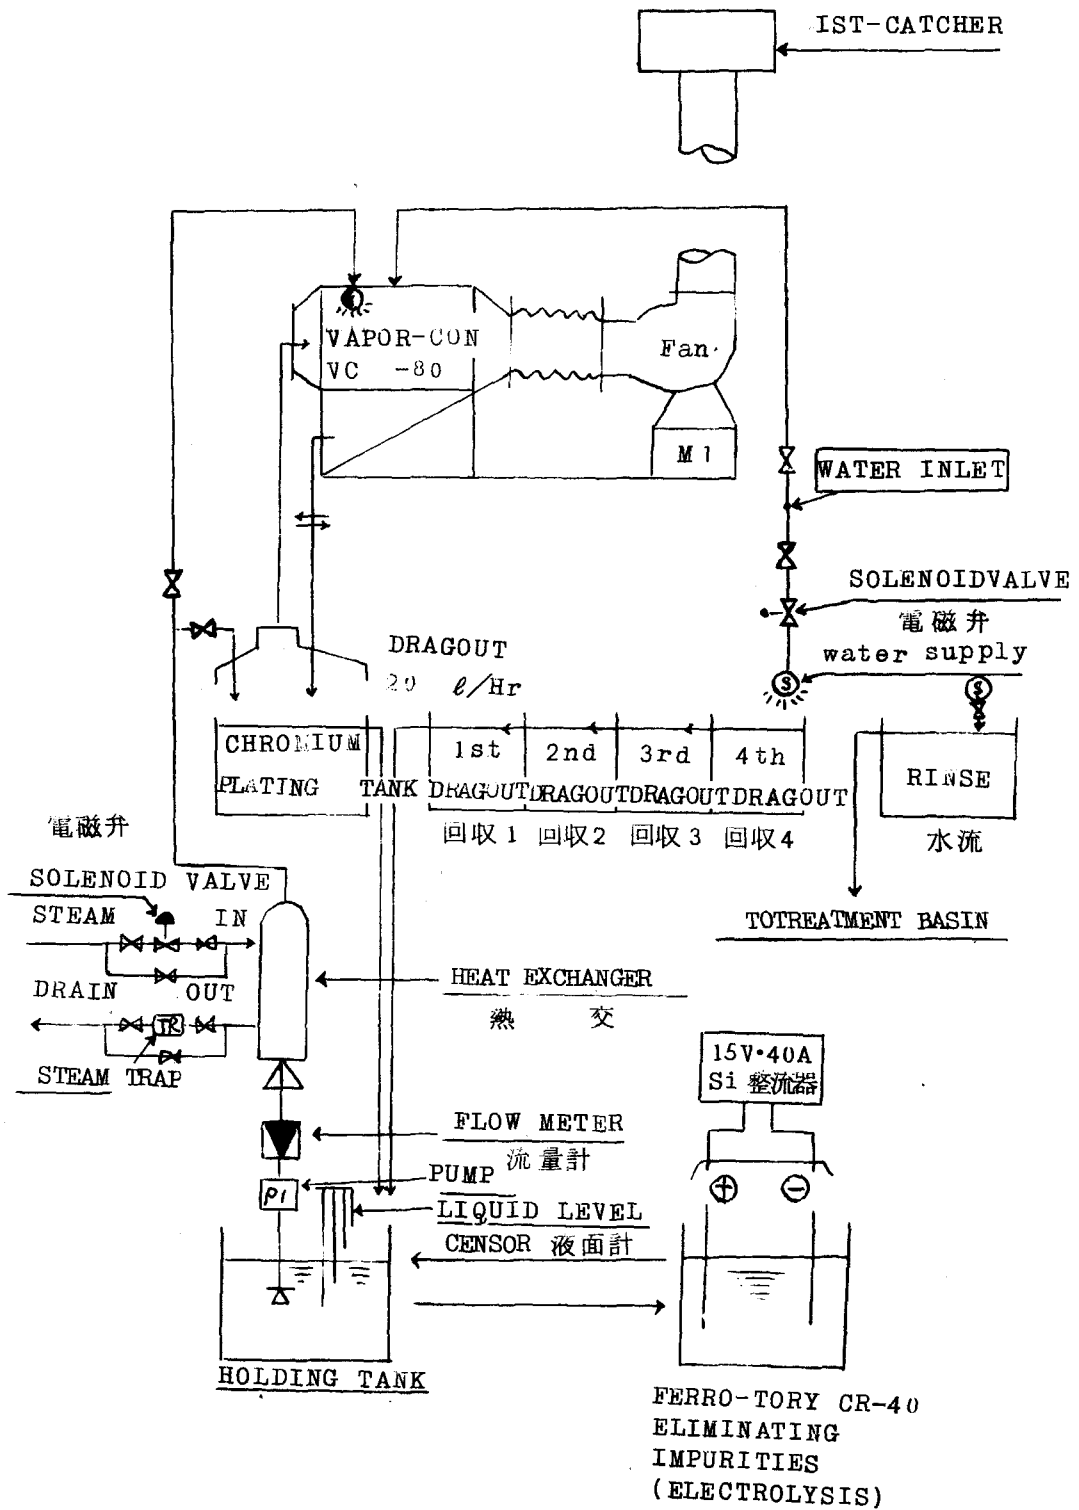 IST-CATCHER
VAPOR-CON
VC -80
Fan
M1
WATER INLET
SOLENOIDVALVE
電磁弁
water supply
S
S
DRAGOUT
20 ℓ/Hr
CHROMIUM
PLATING TANK
1st
2nd
3rd
4th
DRAGOUT
DRAGOUT
DRAGOUT
DRAGOUT
回収1
回収2
回収3
回収4
RINSE
水流
TOTREATMENT BASIN
電磁弁
SOLENOID VALVE
STEAM IN
DRAIN OUT
TR
STEAM TRAP
HEAT EXCHANGER
熱 交
15V・40A
Si 整流器
FLOW METER
流量計
PUMP
P1
LIQUID LEVEL
CENSOR 液面計
+
−
HOLDING TANK
FERRO-TORY CR-40
ELIMINATING
IMPURITIES
(ELECTROLYSIS)